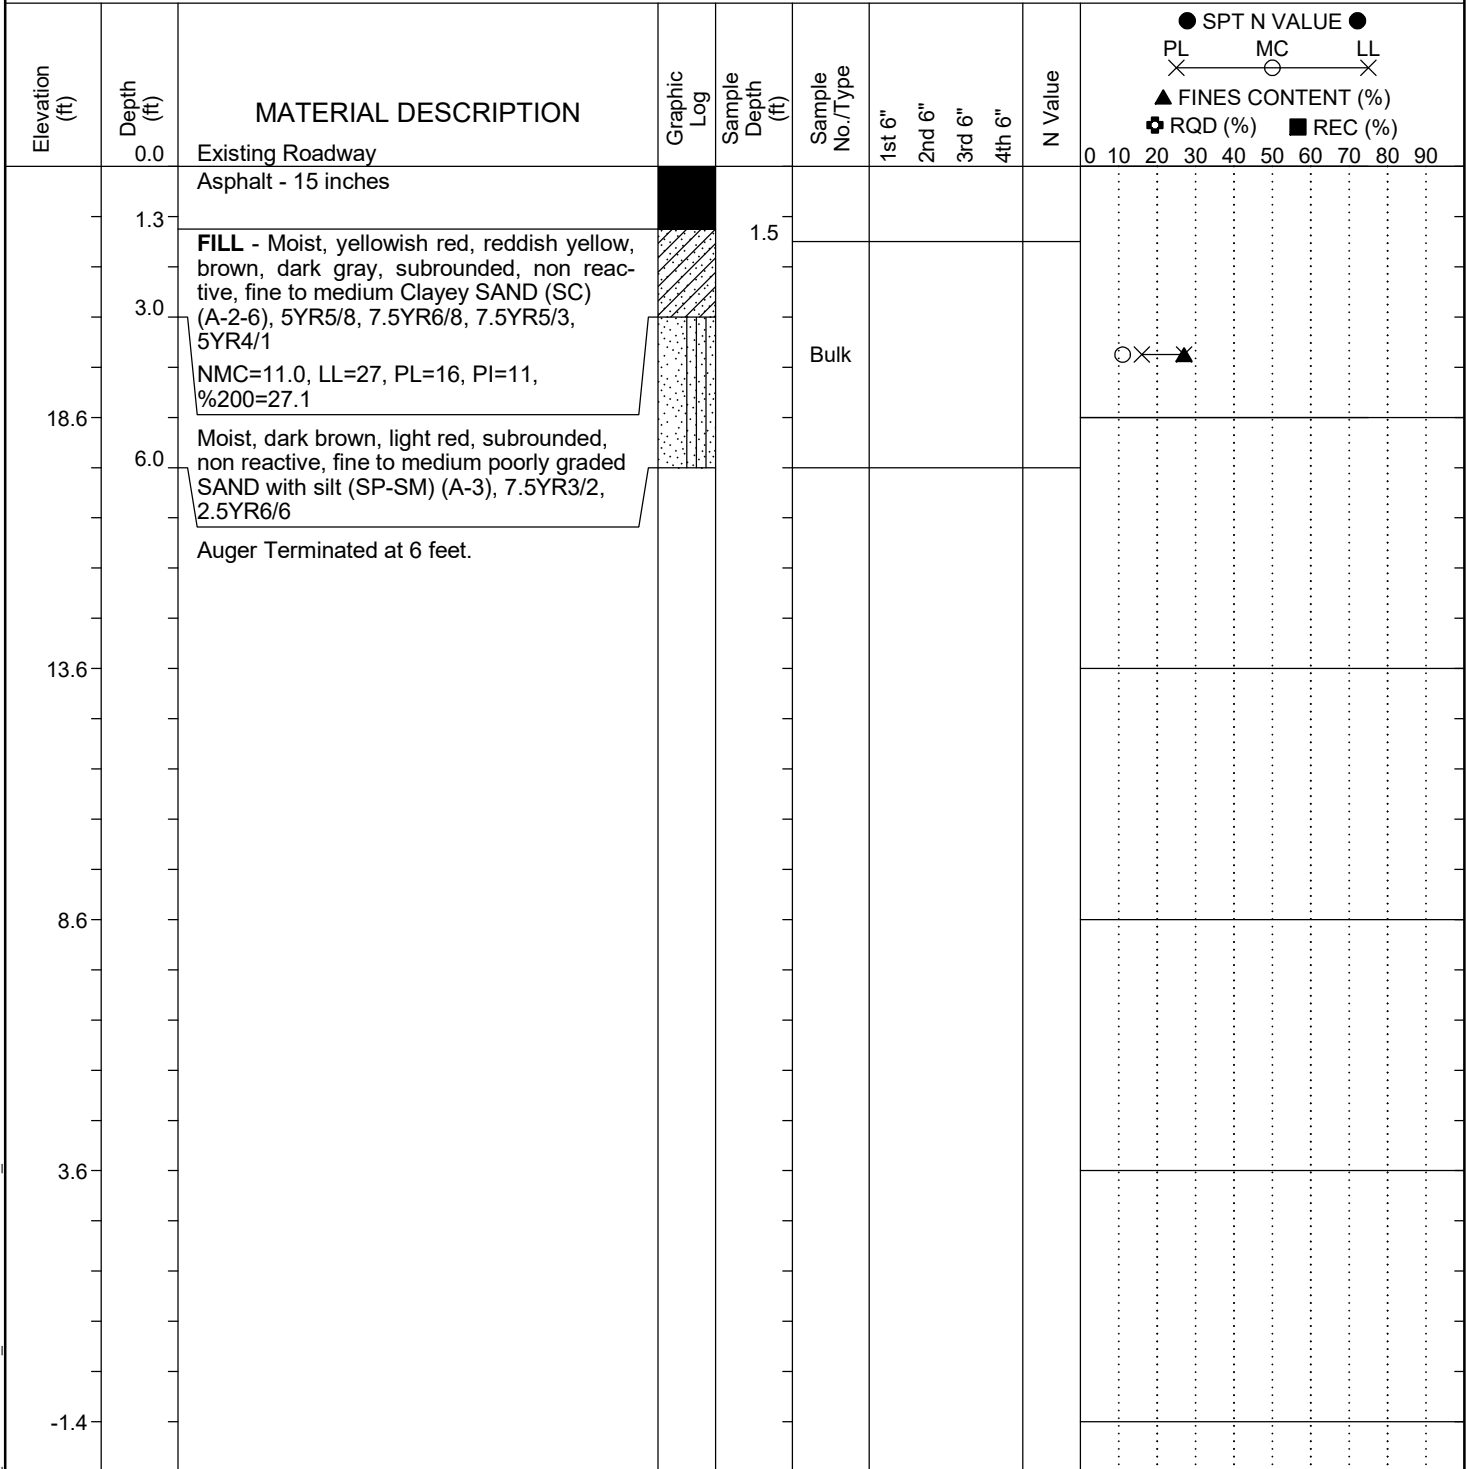 ● SPT N VALUE ●
PL MC LL
▲ FINES CONTENT (%)
RQD (%) ■ REC (%)
0 10 20 30 40 50 60 70 80 90
Elevation (ft)
Depth (ft)
MATERIAL DESCRIPTION
Graphic Log
Sample Depth (ft)
Sample No./Type
1st 6"
2nd 6"
3rd 6"
4th 6"
N Value
0.0 Existing Roadway
Asphalt - 15 inches
1.3
1.5
FILL - Moist, yellowish red, reddish yellow,
brown, dark gray, subrounded, non reac-
tive, fine to medium Clayey SAND (SC)
3.0
(A-2-6), 5YR5/8, 7.5YR6/8, 7.5YR5/3,
5YR4/1
Bulk
NMC=11.0, LL=27, PL=16, PI=11,
%200=27.1
18.6
Moist, dark brown, light red, subrounded,
6.0
non reactive, fine to medium poorly graded
SAND with silt (SP-SM) (A-3), 7.5YR3/2,
2.5YR6/6
Auger Terminated at 6 feet.
13.6
8.6
3.6
-1.4